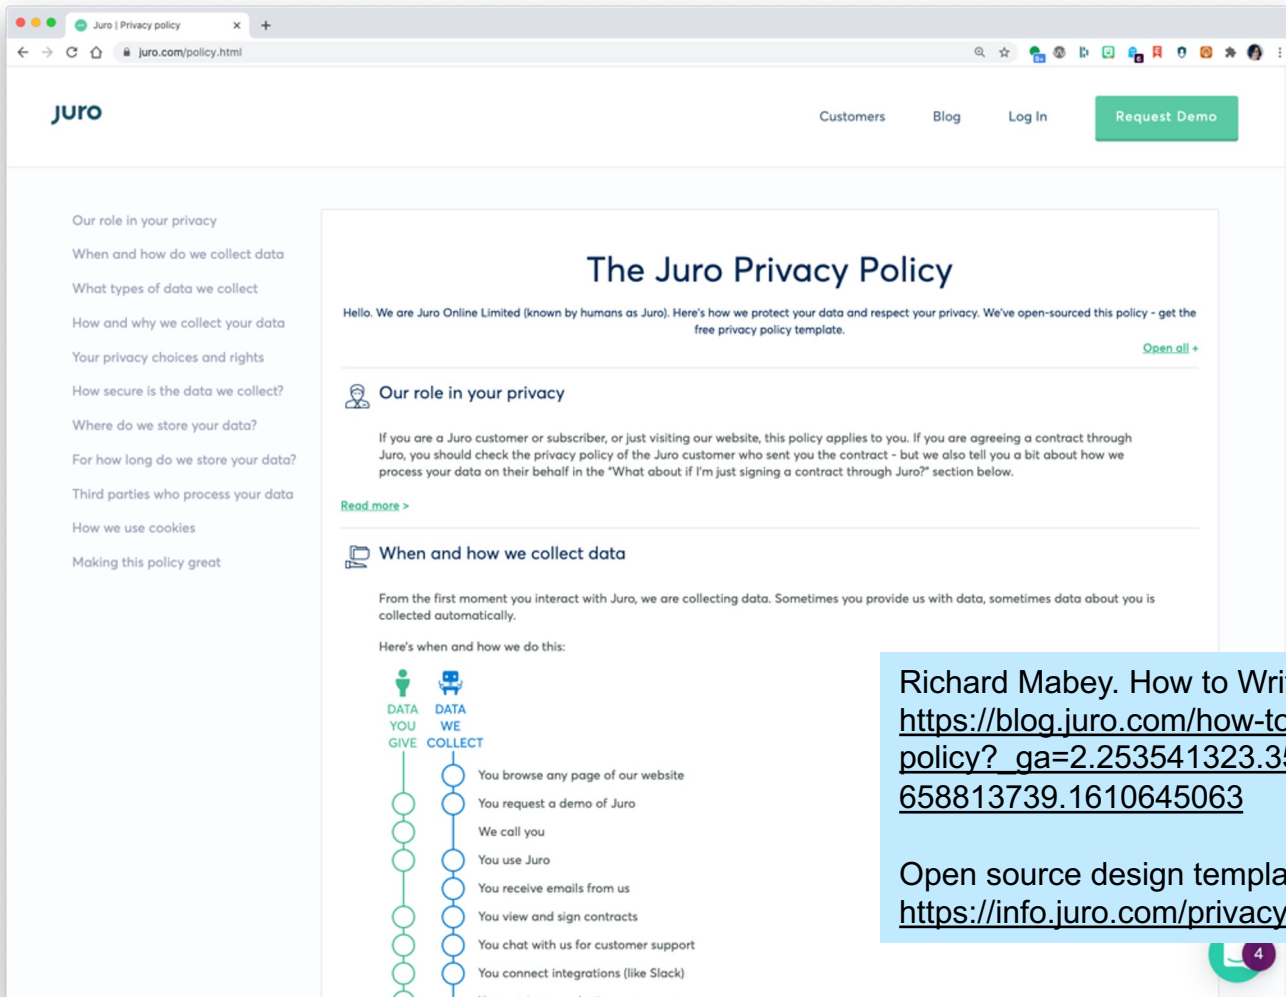 Juro | Privacy policy
juro.com/policy.html
9+
6
Juro
Customers
Blog
Log In
Request Demo
Our role in your privacy
When and how do we collect data
What types of data we collect
How and why we collect your data
Your privacy choices and rights
How secure is the data we collect?
Where do we store your data?
For how long do we store your data?
Third parties who process your data
How we use cookies
Making this policy great
The Juro Privacy Policy
Hello. We are Juro Online Limited (known by humans as Juro). Here's how we protect your data and respect your privacy. We've open-sourced this policy - get the
free privacy policy template.
Open all +
Our role in your privacy
If you are a Juro customer or subscriber, or just visiting our website, this policy applies to you. If you are agreeing a contract through
Juro, you should check the privacy policy of the Juro customer who sent you the contract - but we also tell you a bit about how we
process your data on their behalf in the "What about if I'm just signing a contract through Juro?" section below.
Read more >
When and how we collect data
From the first moment you interact with Juro, we are collecting data. Sometimes you provide us with data, sometimes data about you is
collected automatically.
Here's when and how we do this:
DATA YOU GIVE
DATA WE COLLECT
You browse any page of our website
You request a demo of Juro
We call you
You use Juro
You receive emails from us
You view and sign contracts
You chat with us for customer support
You connect integrations (like Slack)
Richard Mabey. How to Wri
https://blog.juro.com/how-to
policy?_ga=2.253541323.35
658813739.1610645063
Open source design templa
https://info.juro.com/privacy
4